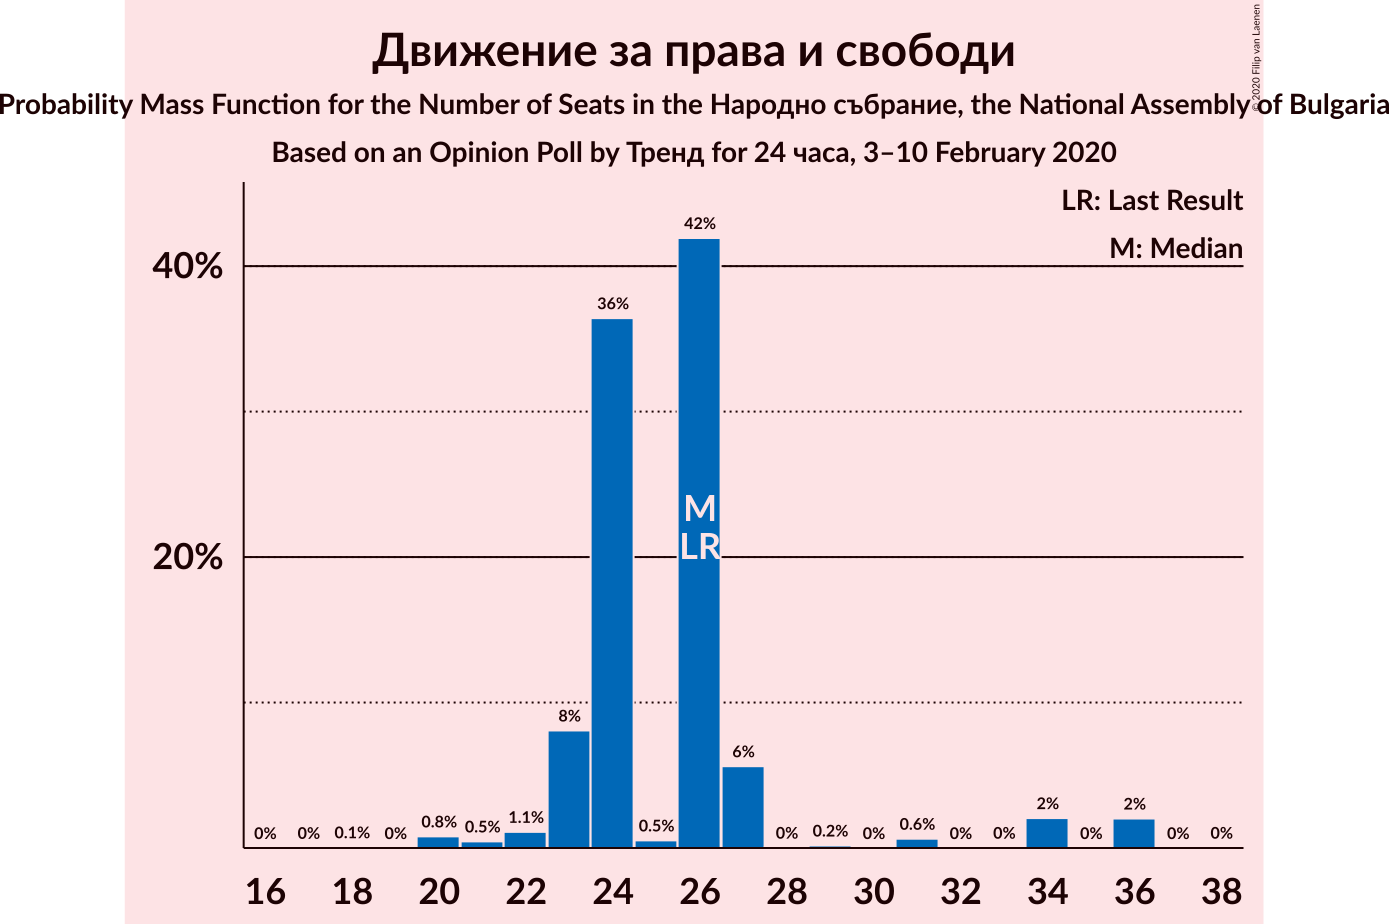 Движение за права и свободи
Probability Mass Function for the Number of Seats in the Народно събрание, the National Assembly of Bulgaria
Based on an Opinion Poll by Тренд for 24 часа, 3–10 February 2020
© 2020 Filip van Laenen
LR: Last Result
M: Median
40%
20%
0% 0% 0.1% 0% 0.8% 0.5% 1.1% 8% 36% 0.5% 42% 6% 0% 0.2% 0% 0.6% 0% 0% 2% 0% 2% 0% 0%
M
LR
16 18 20 22 24 26 28 30 32 34 36 38